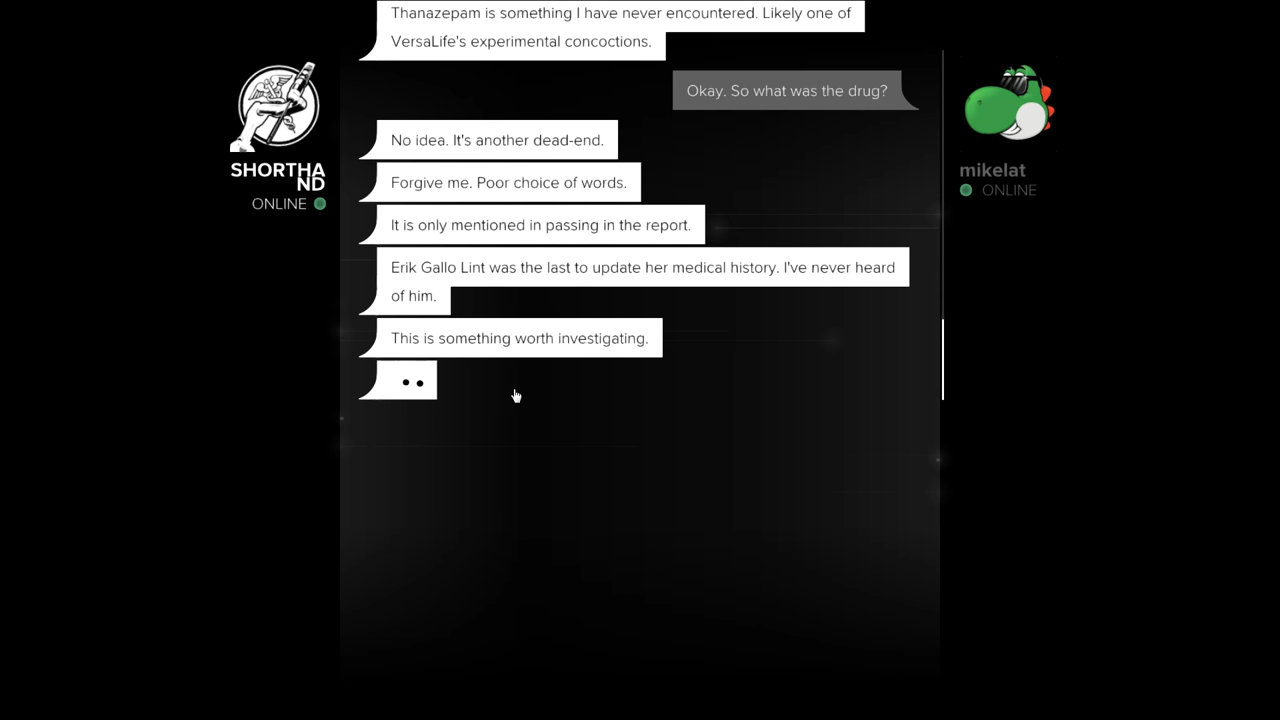 Thanazepam is something I have never encountered. Likely one of
VersaLife's experimental concoctions.
Okay. So what was the drug?
No idea. It's another dead-end.
Forgive me. Poor choice of words.
It is only mentioned in passing in the report.
Erik Gallo Lint was the last to update her medical history. I've never heard
of him.
This is something worth investigating.
SHORTHA
ND
ONLINE
mikelat
ONLINE